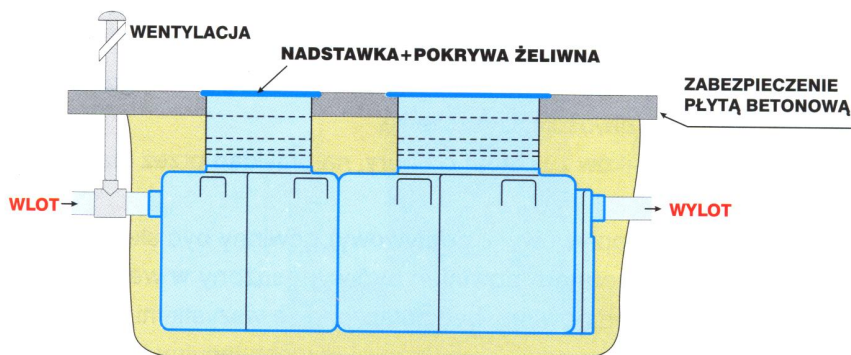 WENTYLACJA
NADSTAWKA+POKRYWA ŻELIWNA
ZABEZPIECZENIE
PŁYTĄ BETONOWĄ
WLOT
WYLOT